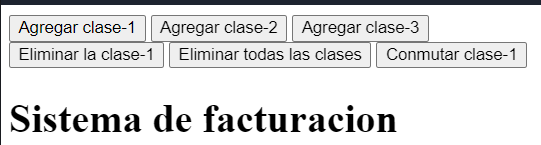 Agregar clase-1 Agregar clase-2 Agregar clase-3
Eliminar la clase-1 Eliminar todas las clases Conmutar clase-1
Sistema de facturacion